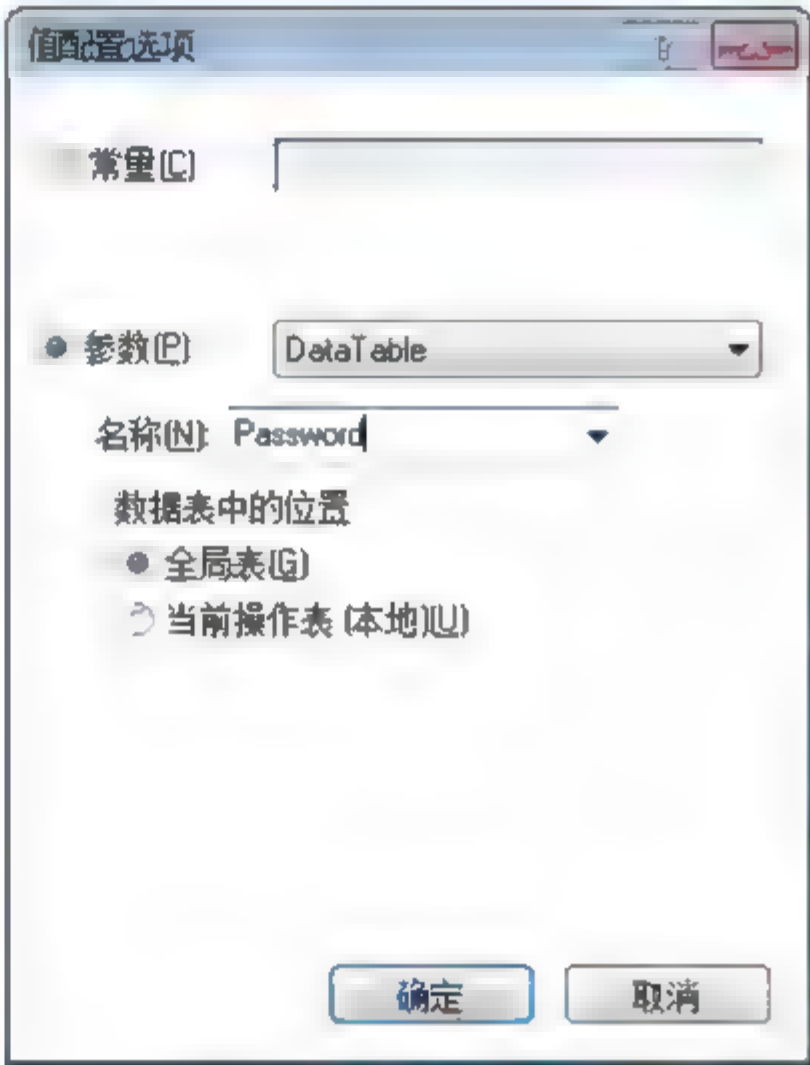 值配置选项
常量(C)
参数(P) DataTable
名称(N): Password
数据表中的位置
全局表(G)
当前操作表(本地)(U)
确定 取消